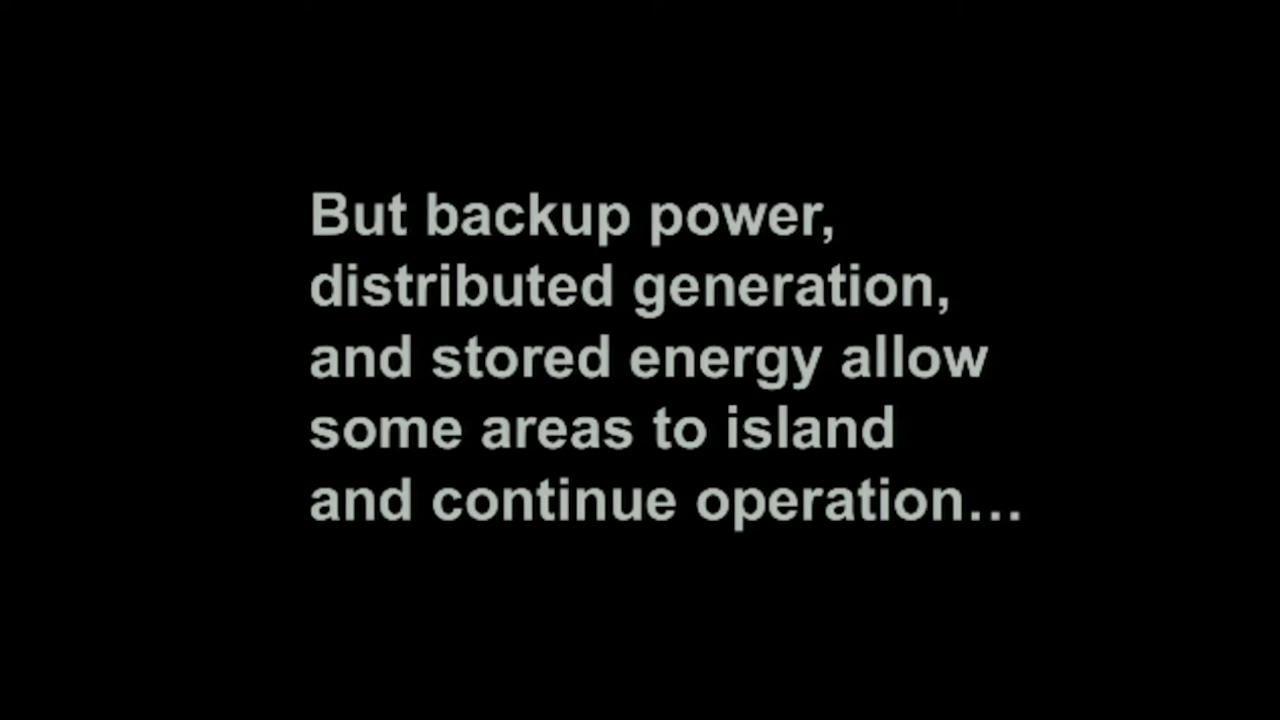 But backup power,
distributed generation,
and stored energy allow
some areas to island
and continue operation…